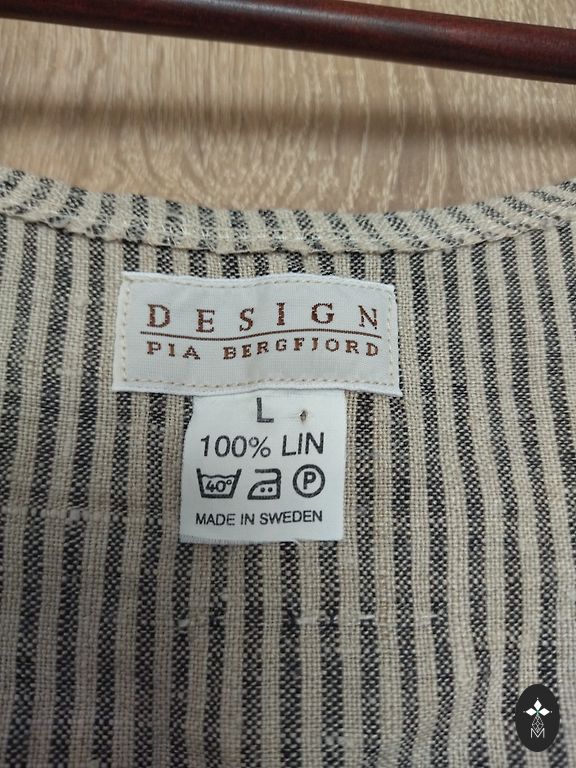 DESIGN
PIA BERGFJORD
L
100% LIN
40°
P
MADE IN SWEDEN
M